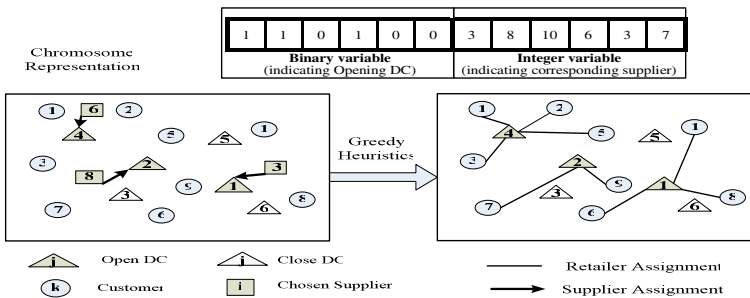 1 1 0 1 0 0 3 8 10 6 3 7
Chromosome
Representation
Binary variable
(indicating Opening DC)
Integer variable
(indicating corresponding supplier)
1 6 2
4
5 5 1
3
8 2 3
3 9 1
7 6 6 8
Greedy
Heuristics
1 2
4 5 5 1
3 2
3 9 1
7 6 6 8
j Open DC
j Close DC
k Customer
i Chosen Supplier
Retailer Assignment
Supplier Assignment